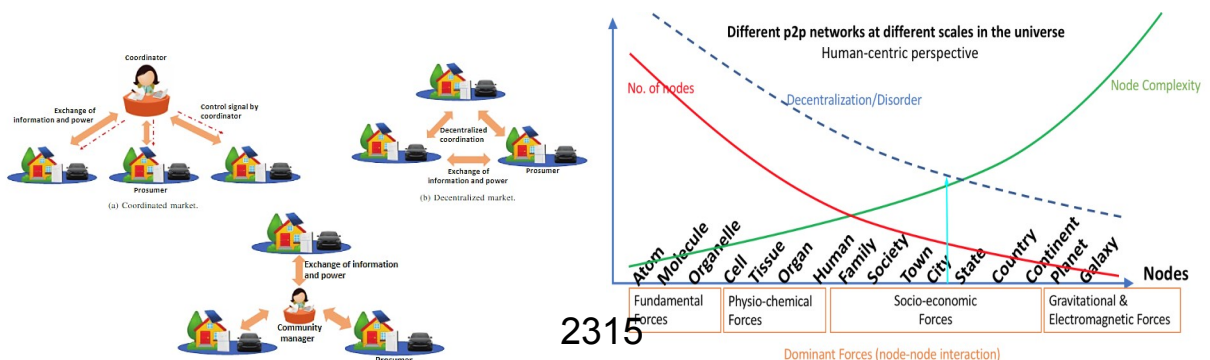 Coordinator
Exchange of
information and power
Control signal by
coordinator
Prosumer
(a) Coordinated market.
Decentralized
coordination
Exchange of
information and power
Prosumer
(b) Decentralized market.
Exchange of information
and power
Community
manager
Prosumer
2315
Different p2p networks at different scales in the universe
Human-centric perspective
No. of nodes
Decentralization/Disorder
Node Complexity
Atom
Molecule
Organelle
Cell
Tissue
Organ
Human
Family
Society
Town
City
State
Country
Continent
Planet
Galaxy
Nodes
Fundamental
Forces
Physio-chemical
Forces
Socio-economic
Forces
Gravitational &
Electromagnetic Forces
Dominant Forces (node-node interaction)